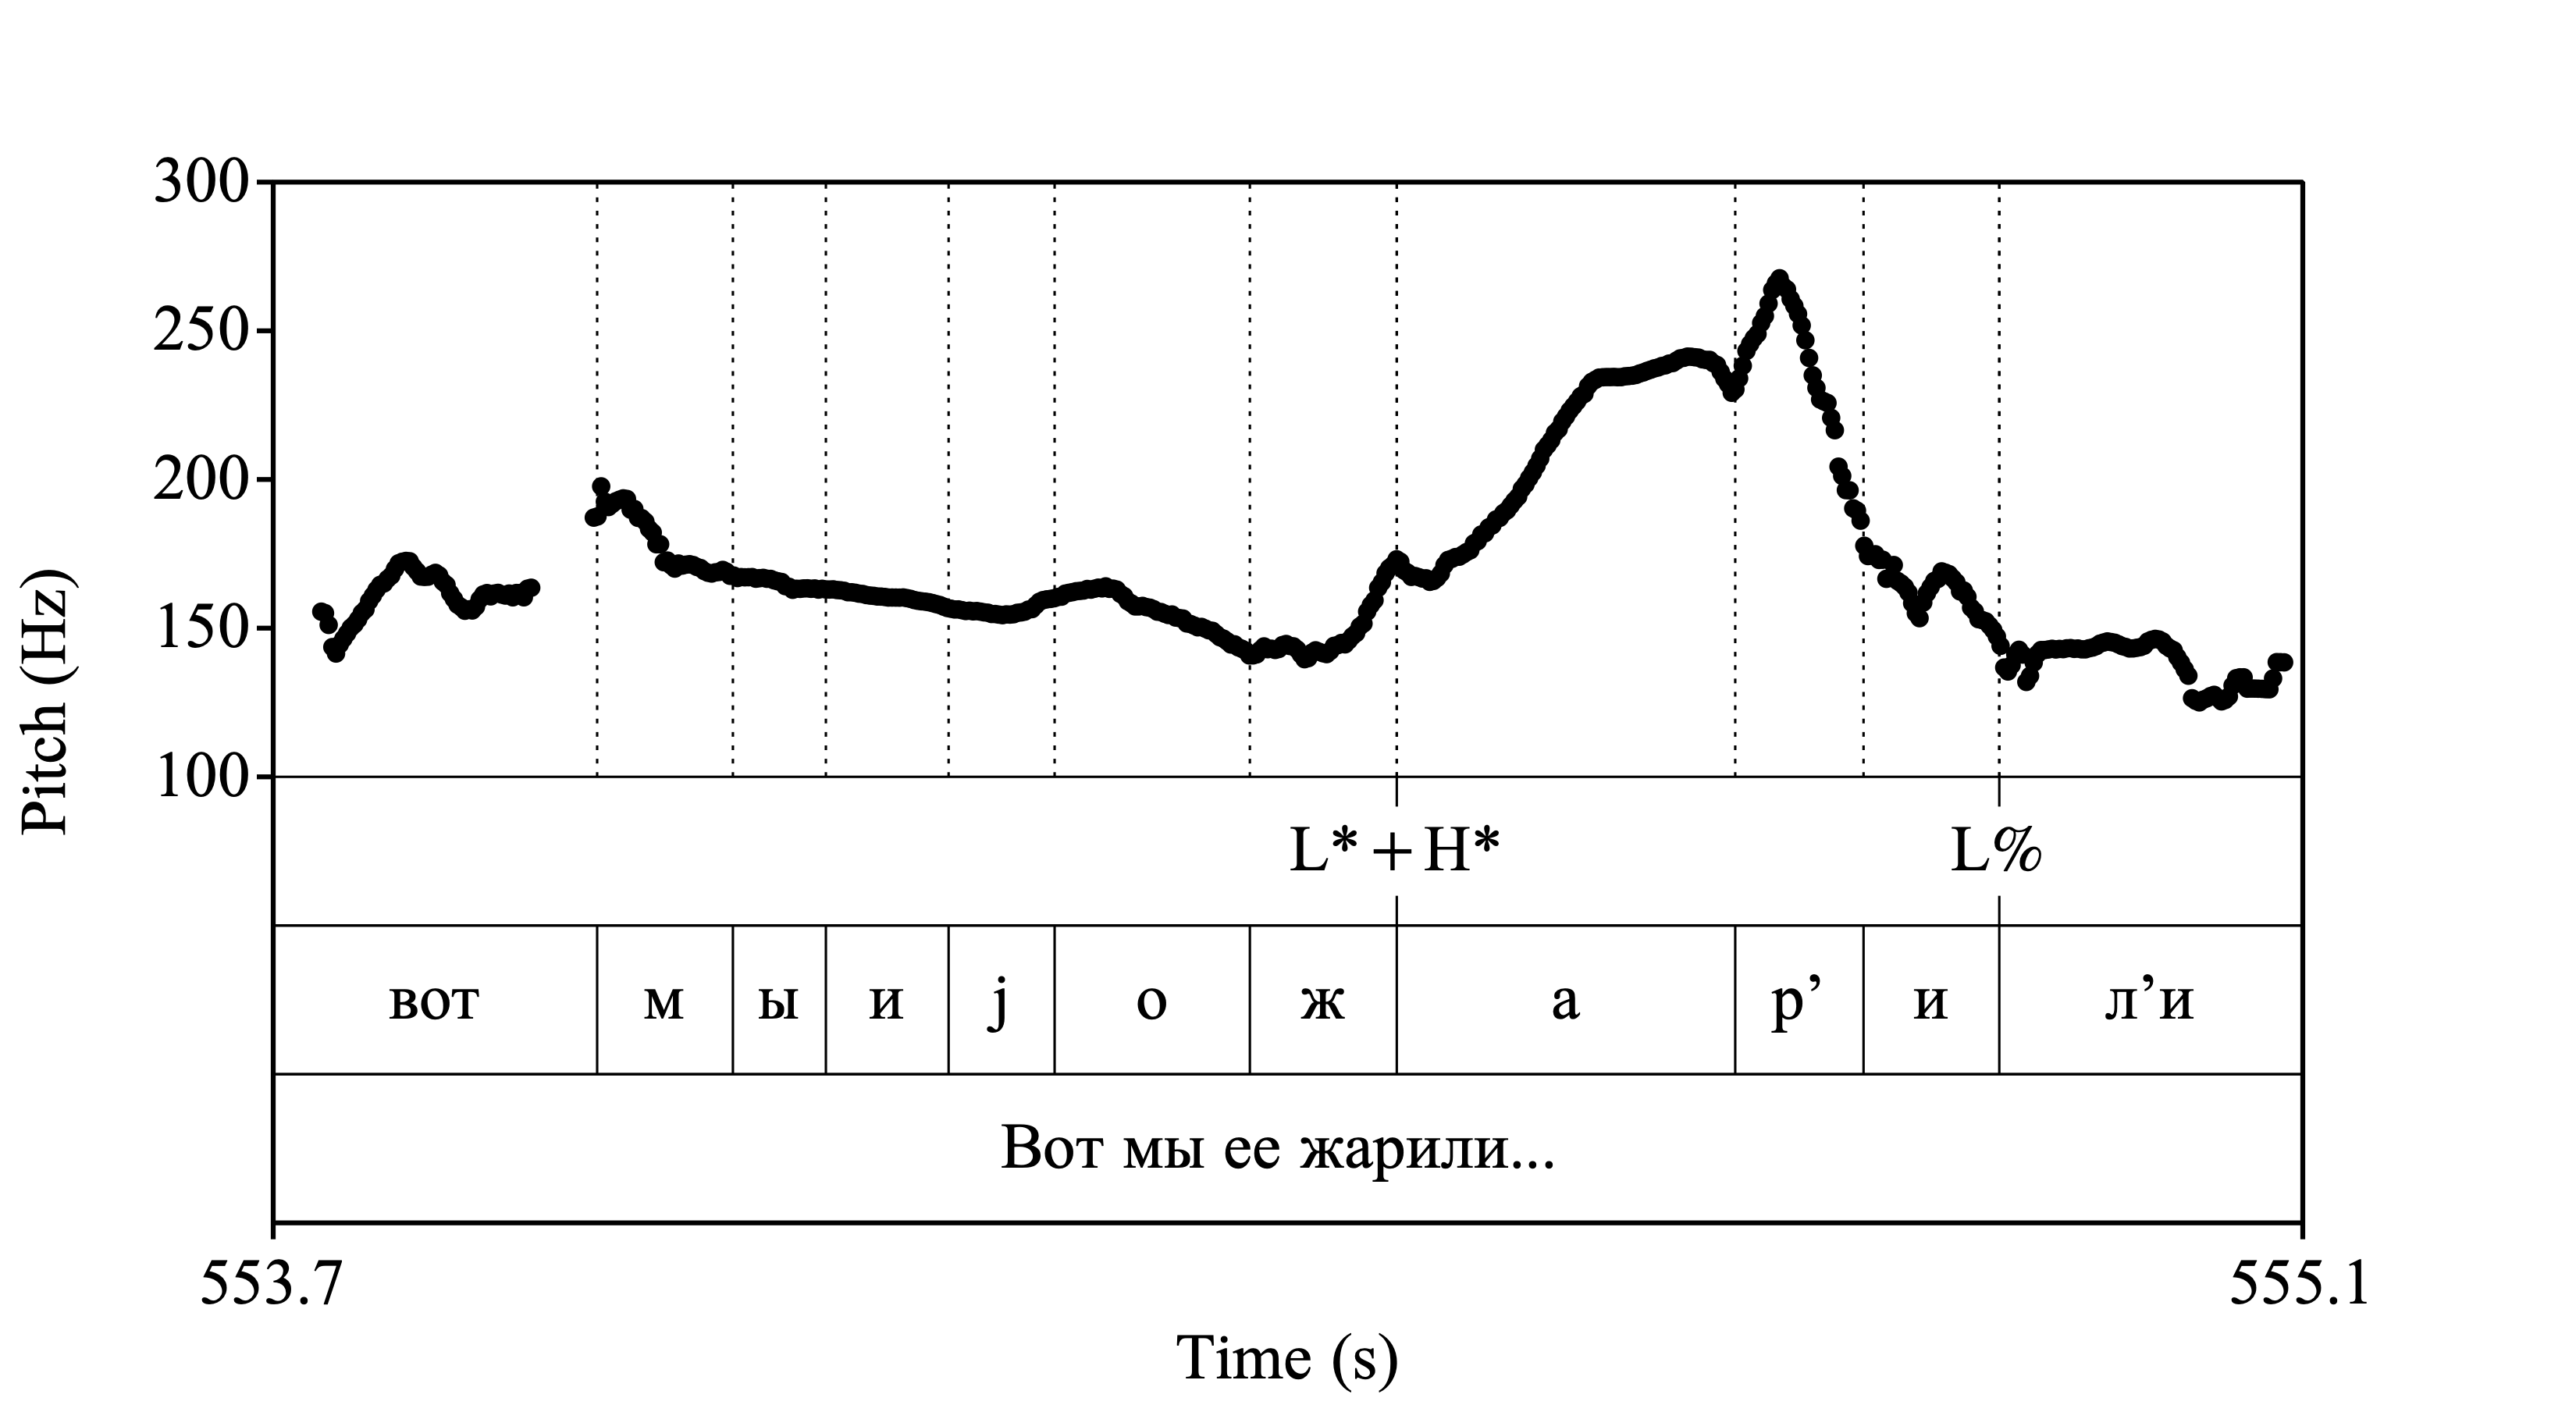 300
250
200
150
100
Pitch (Hz)
L*+H* L%
вот м ы и j о ж а р’ и л’и
Вот мы ее жарили...
553.7 555.1
Time (s)